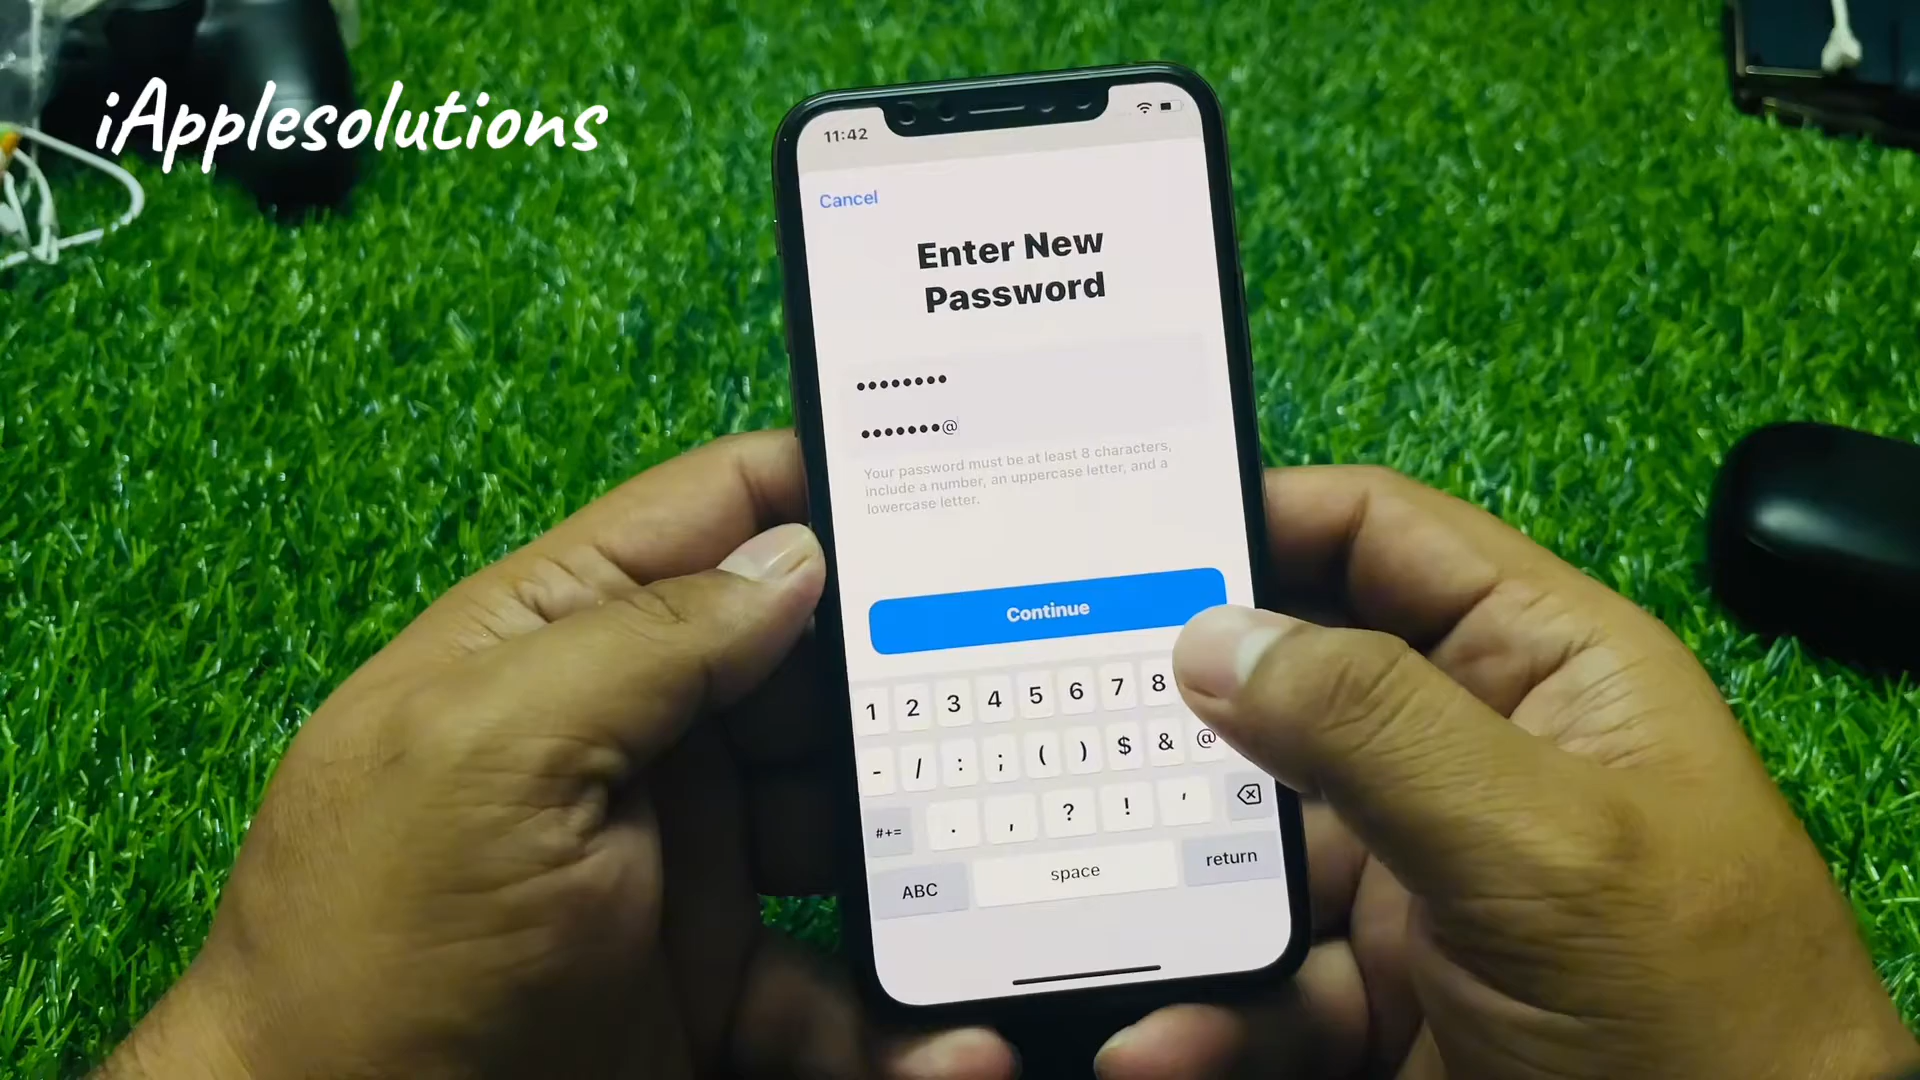 iApplesolutions
11:42
Cancel
Enter New
Password
••••••••
•••••••@
Your password must be at least 8 characters,
include a number, an uppercase letter, and a
lowercase letter.
Continue
1 2 3 4 5 6 7 8
- / : ; ( ) $ & @
#+= . , ? ! '
ABC space return